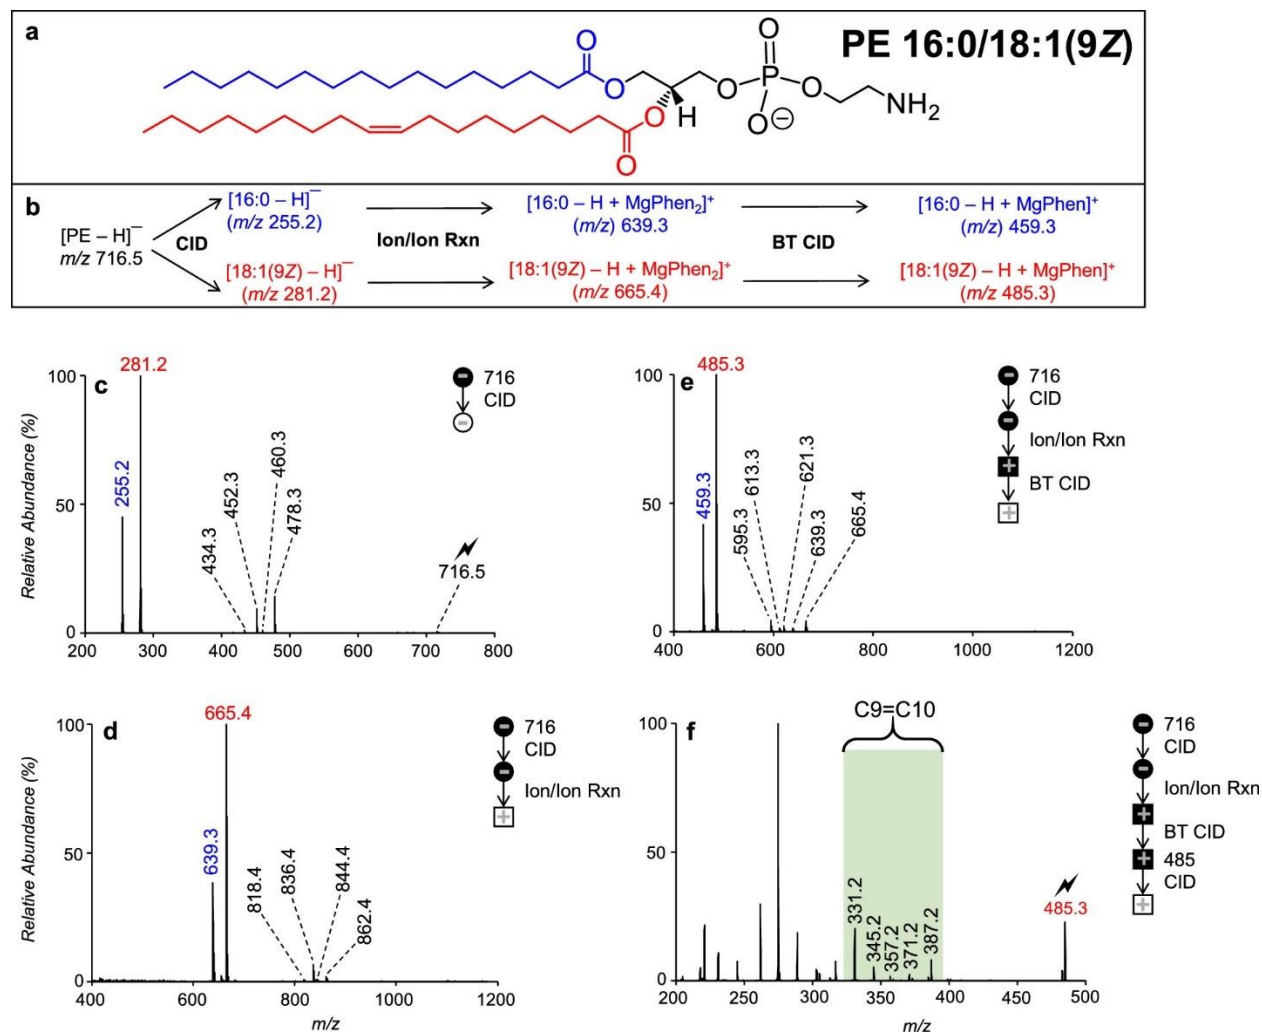 a
PE 16:0/18:1(9Z)
O
O
H
O
O
O
O
P
O⊖
O
NH₂
b
[PE – H]¯
m/z 716.5
CID
[16:0 – H]¯
(m/z 255.2)
[18:1(9Z) – H]¯
(m/z 281.2)
Ion/Ion Rxn
[16:0 – H + MgPhen₂]⁺
(m/z) 639.3
[18:1(9Z) – H + MgPhen₂]⁺
(m/z 665.4)
BT CID
[16:0 – H + MgPhen]⁺
(m/z) 459.3
[18:1(9Z) – H + MgPhen]⁺
(m/z 485.3)
c
Relative Abundance (%)
100
50
0
200 300 400 500 600 700 800
255.2
281.2
434.3
452.3
460.3
478.3
716.5
716
CID
e
100
50
0
400 600 800 1000 1200
459.3
485.3
595.3
613.3
621.3
639.3
665.4
716
CID
Ion/Ion Rxn
BT CID
d
Relative Abundance (%)
100
50
0
400 600 800 1000 1200
m/z
639.3
665.4
818.4
836.4
844.4
862.4
716
CID
Ion/Ion Rxn
f
100
50
0
200 250 300 350 400 450 500
m/z
C9=C10
331.2
345.2
357.2
371.2
387.2
485.3
716
CID
Ion/Ion Rxn
BT CID
485
CID